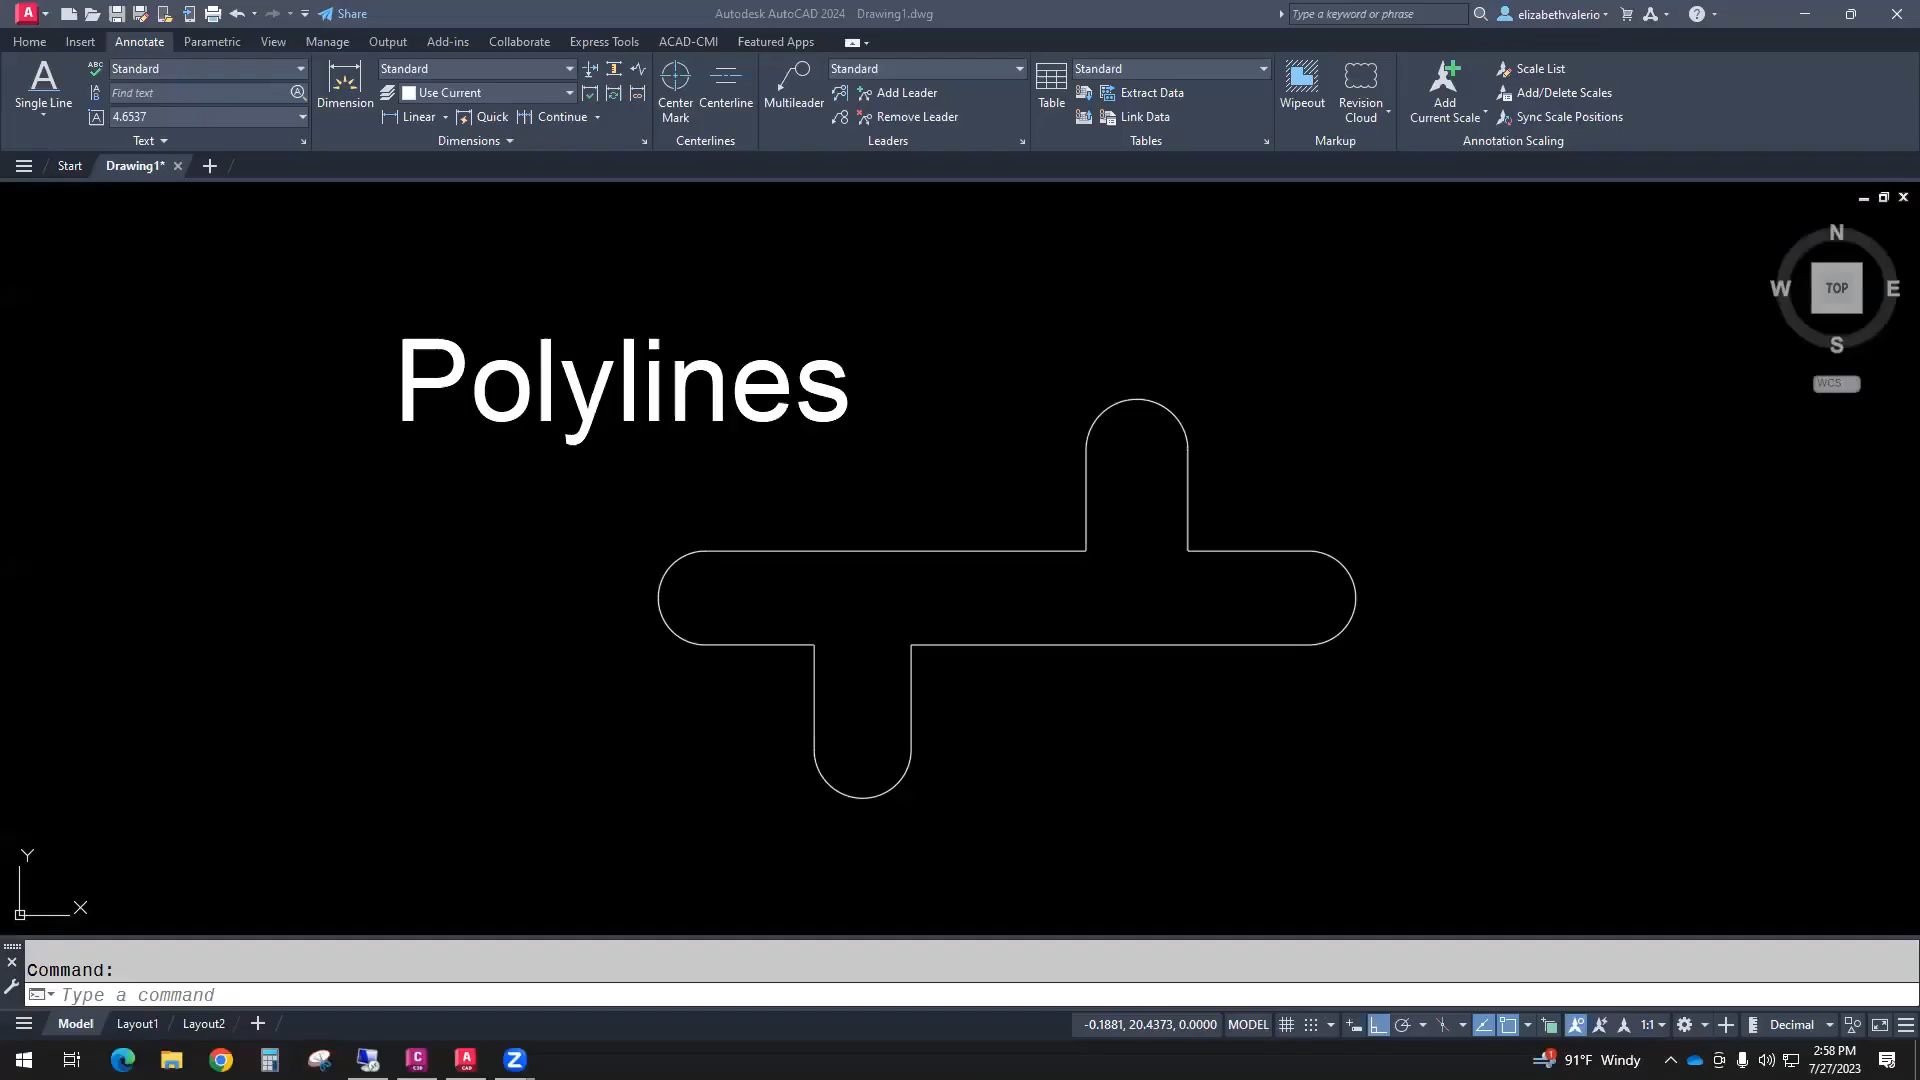 Share
Autodesk AutoCAD 2024 Drawing1.dwg
Type a keyword or phrase
elizabethvalerio
Home Insert Annotate Parametric View Manage Output Add-ins Collaborate Express Tools ACAD-CMI Featured Apps
Standard Standard Standard Standard Scale List
Find text Use Current Add Leader Extract Data Add/Delete Scales
Single Line Dimension Center Mark Centerline Multileader Table Wipeout Revision Cloud Add Current Scale
4.6537 Linear Quick Continue Remove Leader Link Data Sync Scale Positions
Text Dimensions Centerlines Leaders Tables Markup Annotation Scaling
Start Drawing1*
N
W TOP E
S
WCS
Polylines
Y
X
Command:
Type a command
Model Layout1 Layout2
-0.1881, 20.4373, 0.0000 MODEL 1:1 Decimal
91°F Windy
2:58 PM
7/27/2023